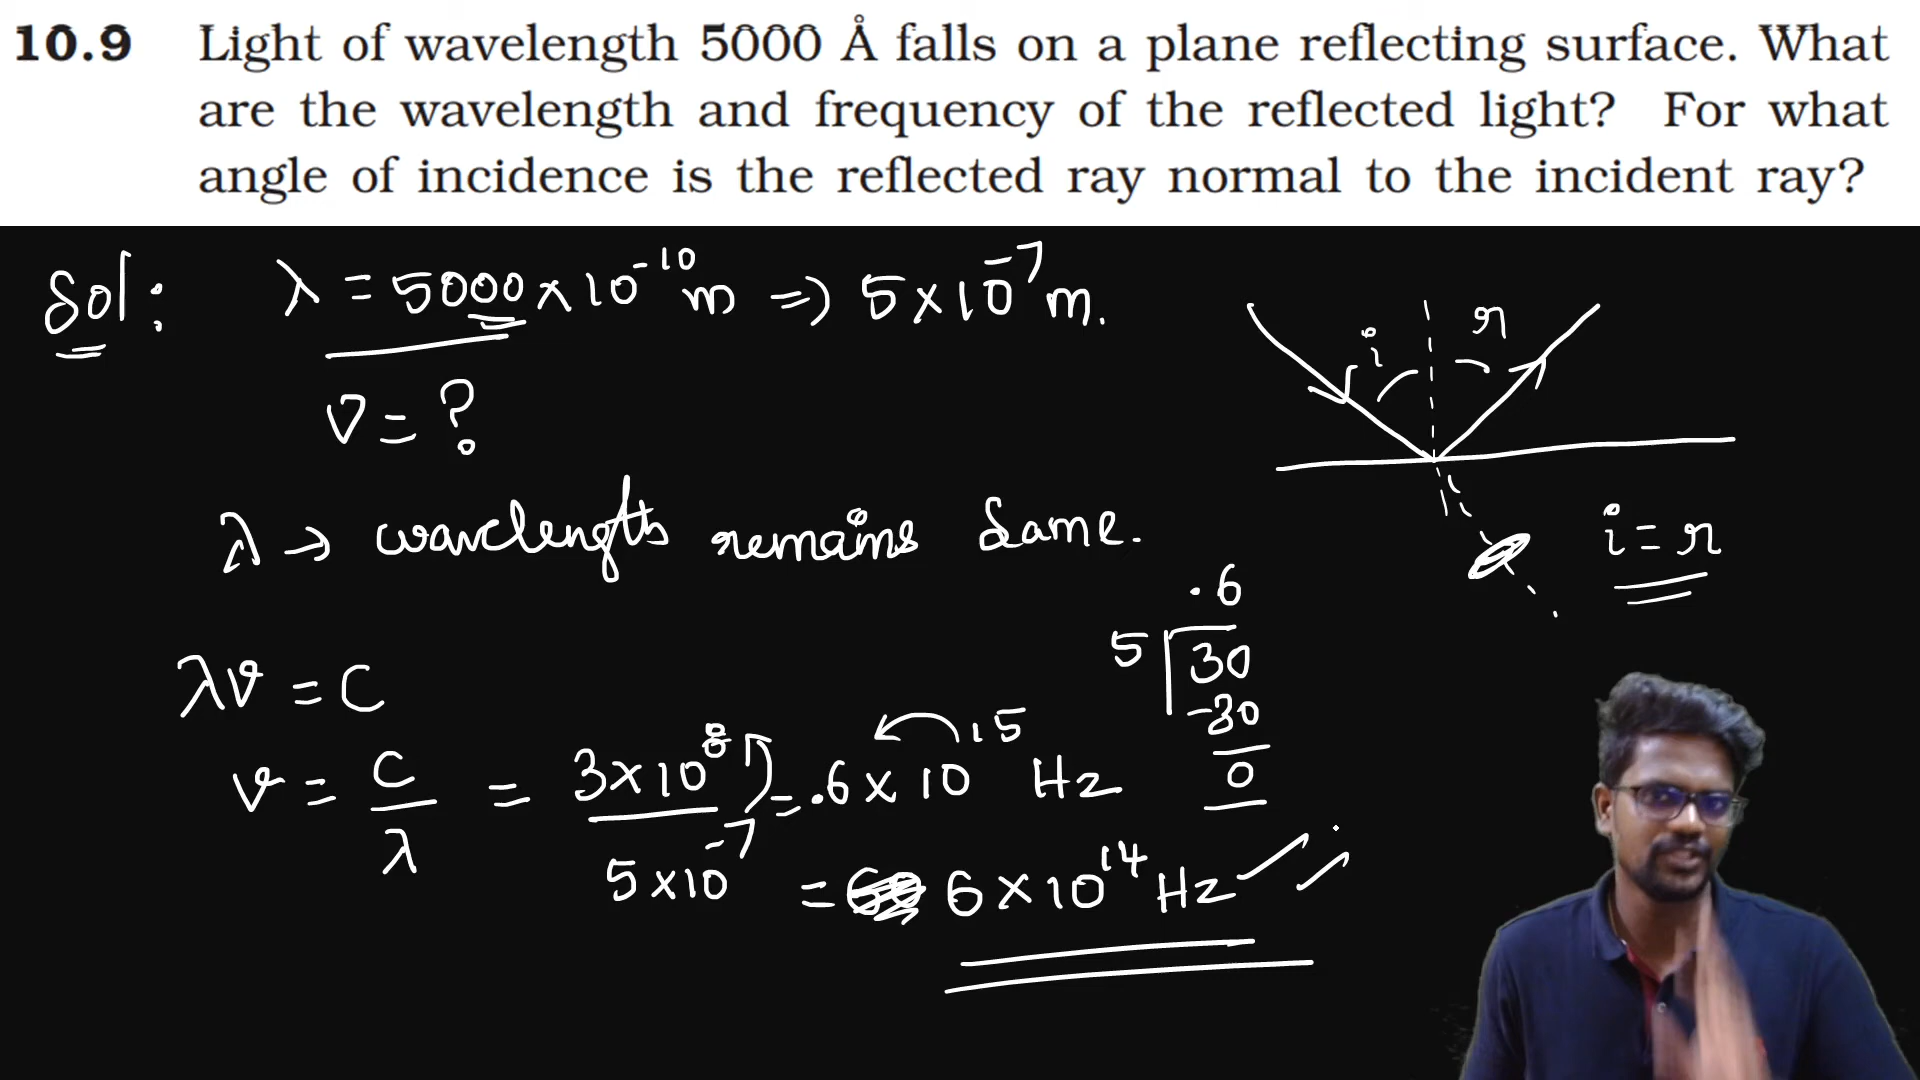 10.9 Light of wavelength 5000 Å falls on a plane reflecting surface. What
are the wavelength and frequency of the reflected light? For what
angle of incidence is the reflected ray normal to the incident ray?
Sol: λ = 5000 × 10⁻¹⁰ m ⇒ 5 × 10⁻⁷ m.
ν = ?
i r
λ → wavelength remains same.
i = r
λν = C
ν = C/λ = 3×10⁸/5×10⁻⁷ = .6 × 10¹⁵ Hz
= 6 × 10¹⁴ Hz
.6
5 30
-30
0